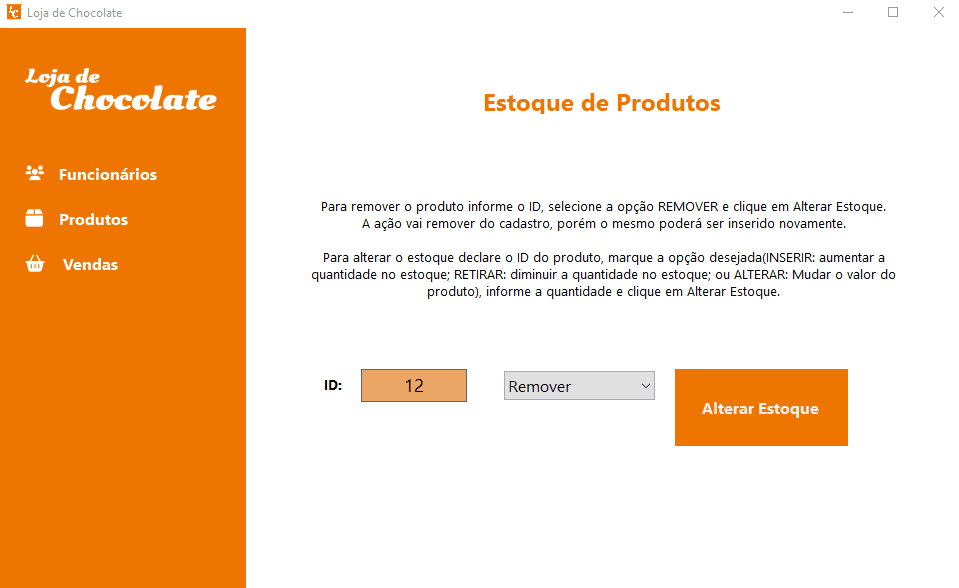 Loja de Chocolate
Loja de
Chocolate
Funcionários
Produtos
Vendas
Estoque de Produtos
Para remover o produto informe o ID, selecione a opção REMOVER e clique em Alterar Estoque.
A ação vai remover do cadastro, porém o mesmo poderá ser inserido novamente.
Para alterar o estoque declare o ID do produto, marque a opção desejada(INSERIR: aumentar a
quantidade no estoque; RETIRAR: diminuir a quantidade no estoque; ou ALTERAR: Mudar o valor do
produto), informe a quantidade e clique em Alterar Estoque.
ID:
12
Remover
Alterar Estoque